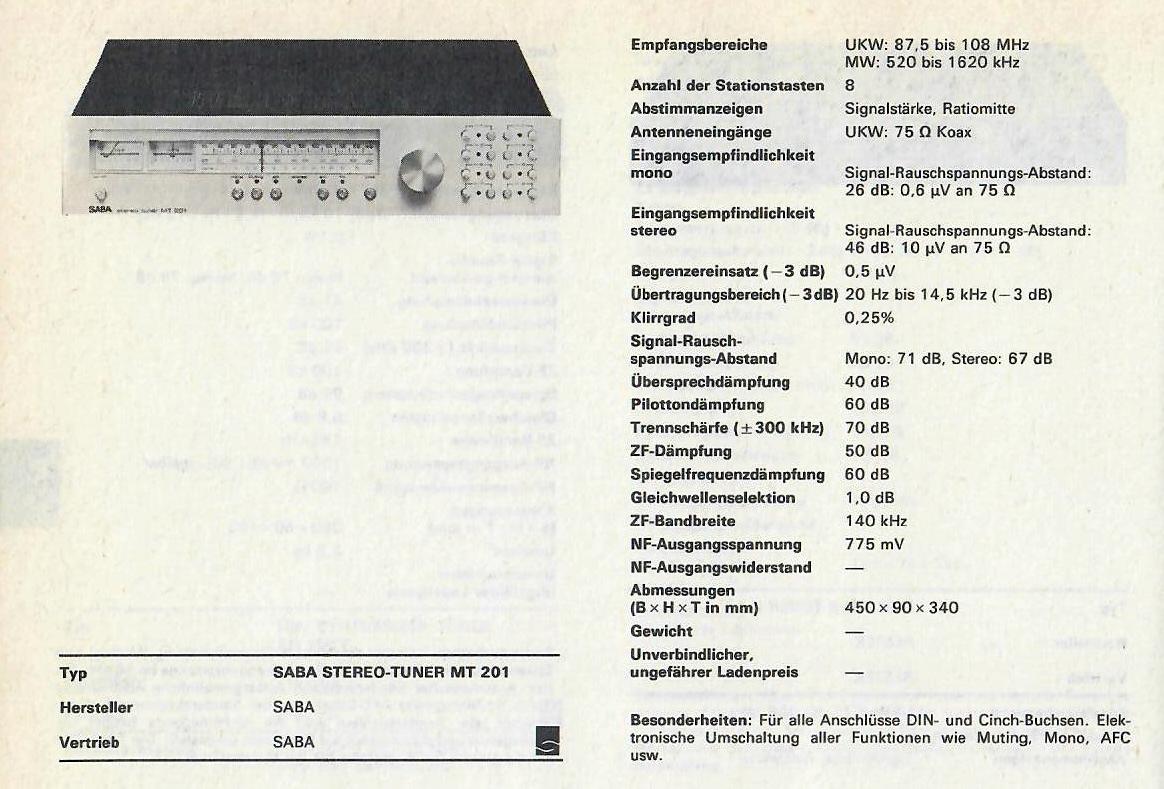 SABA stereo tuner MT 201
Typ SABA STEREO-TUNER MT 201
Hersteller SABA
Vertrieb SABA
Empfangsbereiche UKW: 87,5 bis 108 MHz
MW: 520 bis 1620 kHz
Anzahl der Stationstasten 8
Abstimmanzeigen Signalstärke, Ratiomitte
Antenneneingänge UKW: 75 Ω Koax
Eingangsempfindlichkeit
mono Signal-Rauschspannungs-Abstand:
26 dB: 0,6 µV an 75 Ω
Eingangsempfindlichkeit
stereo Signal-Rauschspannungs-Abstand:
46 dB: 10 µV an 75 Ω
Begrenzereinsatz (−3 dB) 0,5 µV
Übertragungsbereich (−3 dB) 20 Hz bis 14,5 kHz (−3 dB)
Klirrgrad 0,25%
Signal-Rausch-
spannungs-Abstand Mono: 71 dB, Stereo: 67 dB
Übersprechdämpfung 40 dB
Pilottondämpfung 60 dB
Trennschärfe (±300 kHz) 70 dB
ZF-Dämpfung 50 dB
Spiegelfrequenzdämpfung 60 dB
Gleichwellenselektion 1,0 dB
ZF-Bandbreite 140 kHz
NF-Ausgangsspannung 775 mV
NF-Ausgangswiderstand —
Abmessungen
(B × H × T in mm) 450 × 90 × 340
Gewicht —
Unverbindlicher,
ungefährer Ladenpreis —
Besonderheiten: Für alle Anschlüsse DIN- und Cinch-Buchsen. Elek-
tronische Umschaltung aller Funktionen wie Muting, Mono, AFC
usw.